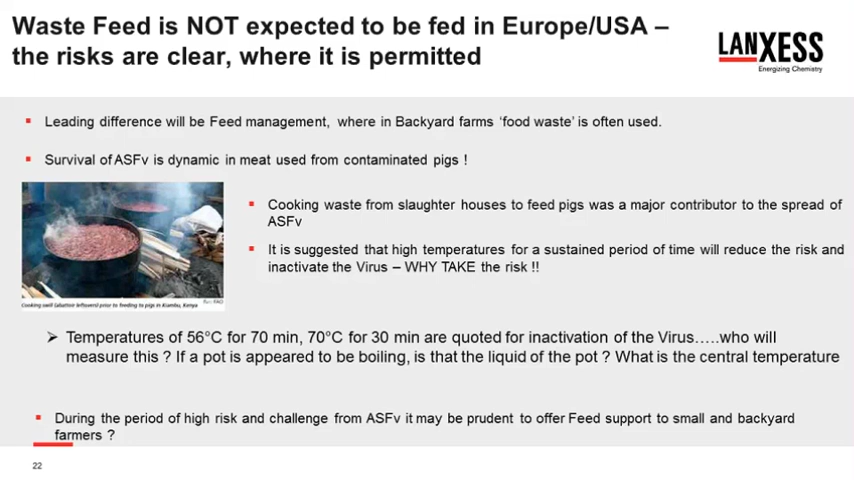 Waste Feed is NOT expected to be fed in Europe/USA –
the risks are clear, where it is permitted
LANXESS
Energizing Chemistry
Leading difference will be Feed management, where in Backyard farms ‘food waste’ is often used.
Survival of ASFv is dynamic in meat used from contaminated pigs !
Cooking waste from slaughter houses to feed pigs was a major contributor to the spread of
ASFv
It is suggested that high temperatures for a sustained period of time will reduce the risk and
inactivate the Virus – WHY TAKE the risk !!
Cooking swill (abattoir leftovers) prior to feeding to pigs in Kiambu, Kenya
FAO
Temperatures of 56°C for 70 min, 70°C for 30 min are quoted for inactivation of the Virus…..who will
measure this ? If a pot is appeared to be boiling, is that the liquid of the pot ? What is the central temperature
During the period of high risk and challenge from ASFv it may be prudent to offer Feed support to small and backyard
farmers ?
22